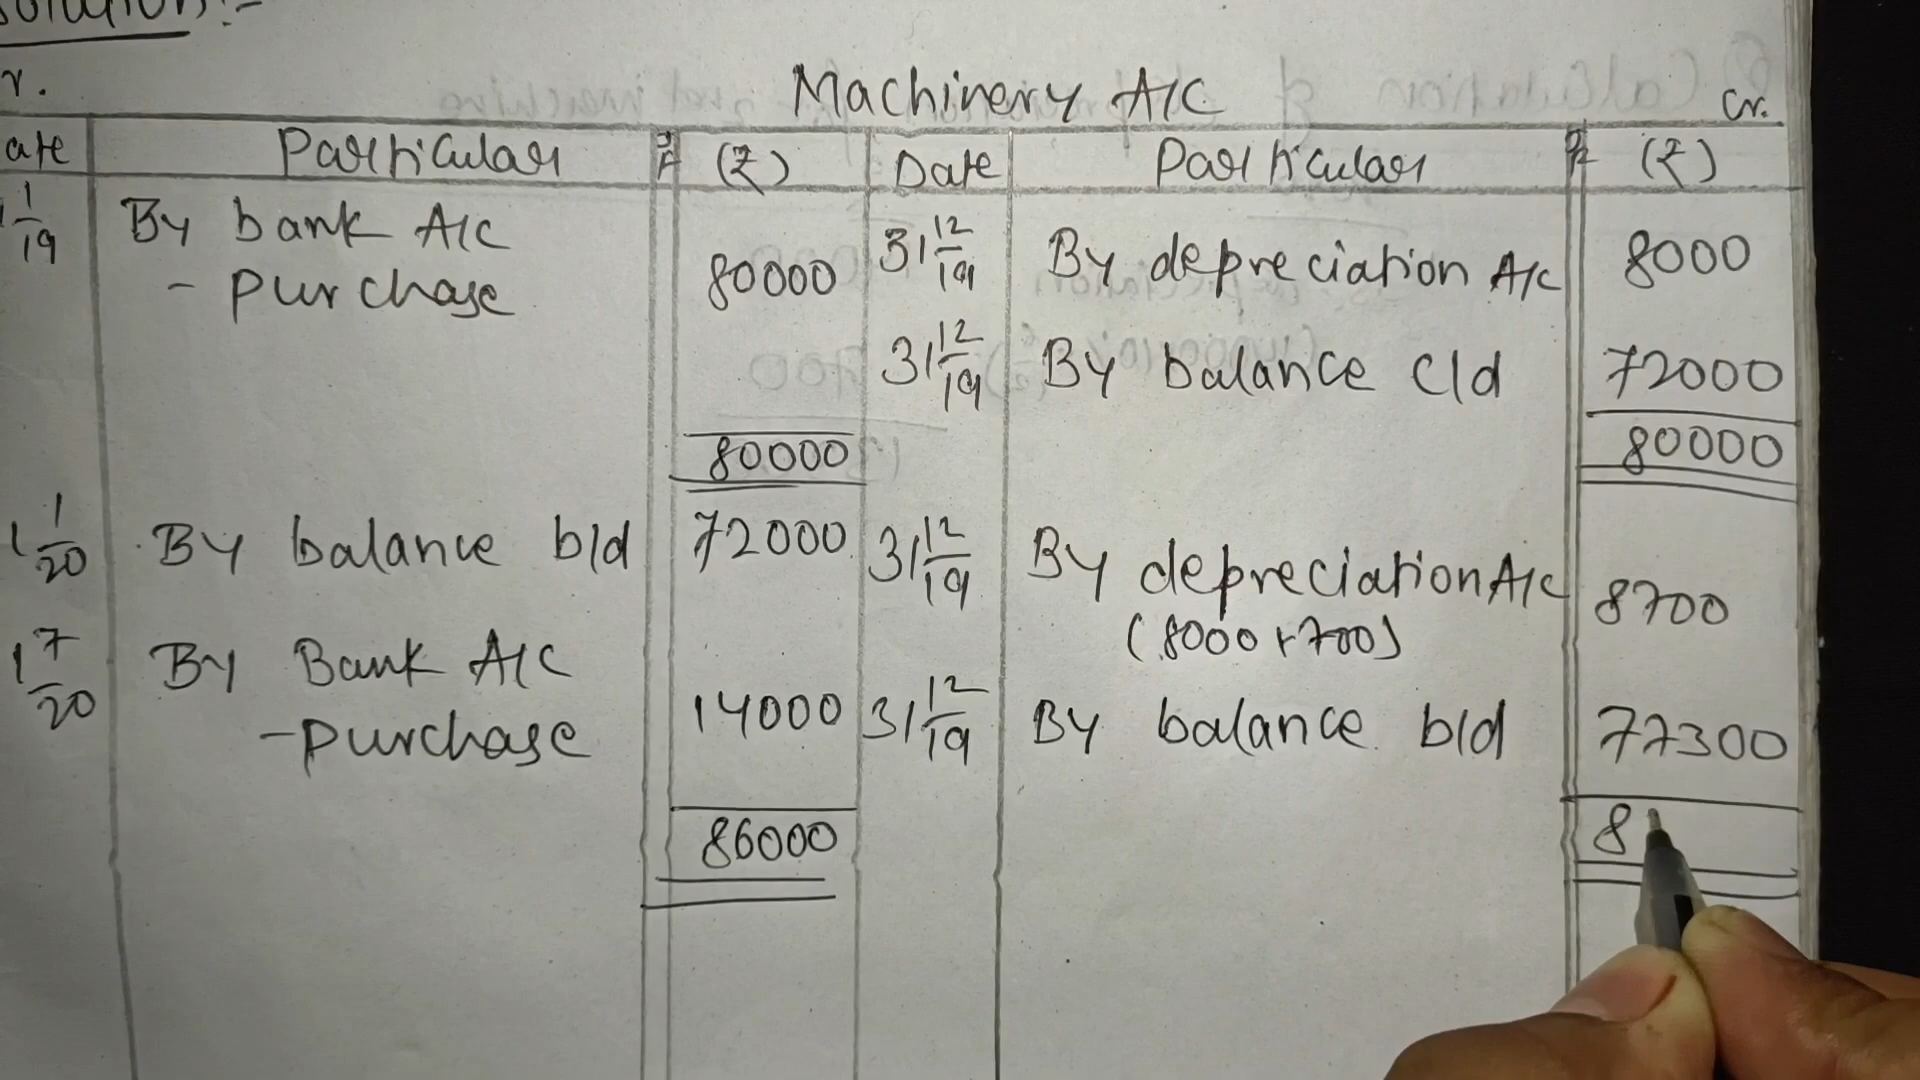 solution:-
r.
Machinery A/C
Cr.
ate Particular (₹) Date Particular (₹)
1 1/19 By bank A/C
- purchase 80000 31 12/19 By depreciation A/C 8000
31 12/19 By balance c/d 72000
80000 80000
1 1/20 By balance b/d 72000 31 12/19 By depreciation A/C 8700
(8000+700)
1 7/20 By Bank A/C
-purchase 14000 31 12/19 By balance b/d 77300
86000 8